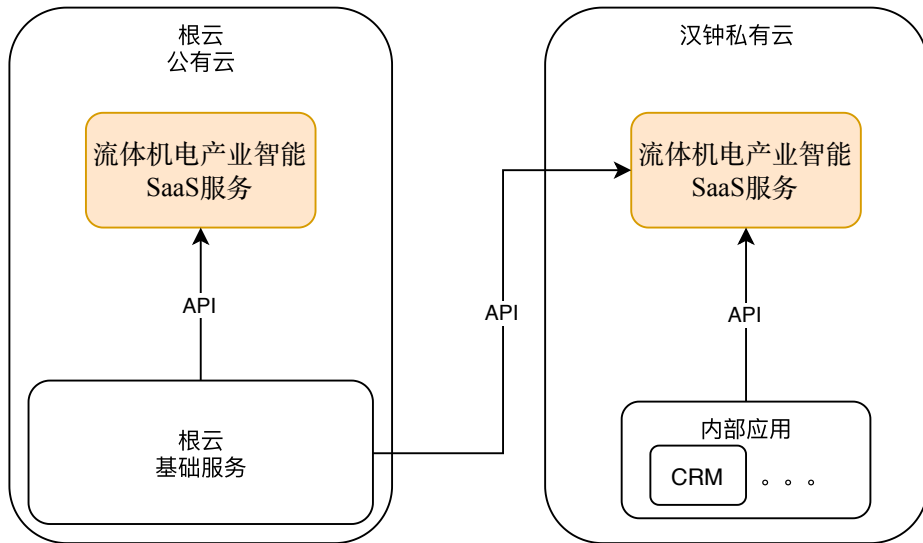 根云
公有云
流体机电产业智能
SaaS服务
API
根云
基础服务
API
汉钟私有云
流体机电产业智能
SaaS服务
API
内部应用
CRM
。。。